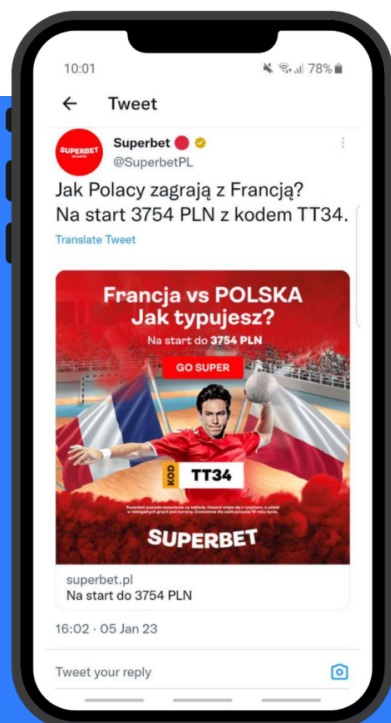 10:01
78%
Tweet
SUPERBET
Superbet
@SuperbetPL
Jak Polacy zagrają z Francją?
Na start 3754 PLN z kodem TT34.
Translate Tweet
Francja vs POLSKA
Jak typujesz?
Na start do 3754 PLN
GO SUPER
KOD
TT34
SUPERBET
superbet.pl
Na start do 3754 PLN
16:02 · 05 Jan 23
Tweet your reply